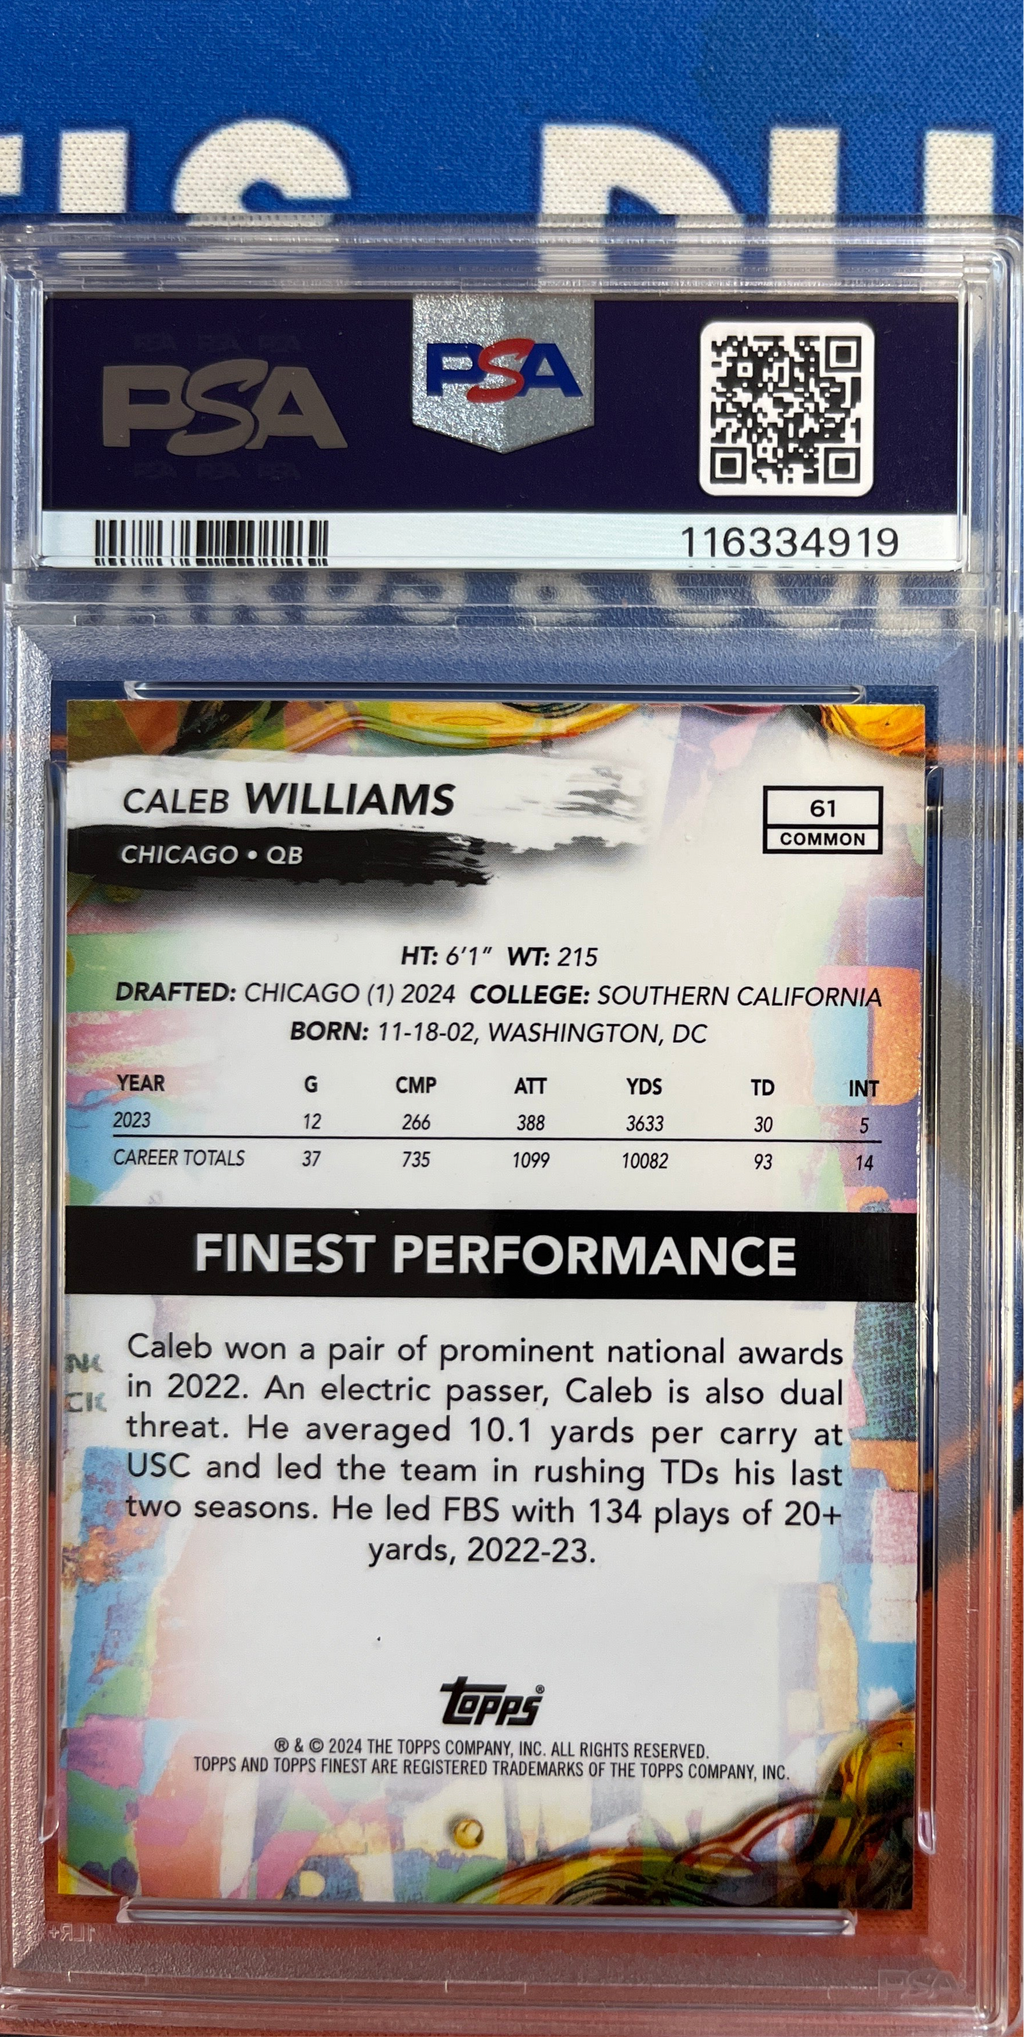 PSA
PSA
116334919
CALEB WILLIAMS
61
COMMON
CHICAGO • QB
HT: 6'1" WT: 215
DRAFTED: CHICAGO (1) 2024 COLLEGE: SOUTHERN CALIFORNIA
BORN: 11-18-02, WASHINGTON, DC
YEAR G CMP ATT YDS TD INT
2023 12 266 388 3633 30 5
CAREER TOTALS 37 735 1099 10082 93 14
FINEST PERFORMANCE
Caleb won a pair of prominent national awards
in 2022. An electric passer, Caleb is also dual
threat. He averaged 10.1 yards per carry at
USC and led the team in rushing TDs his last
two seasons. He led FBS with 134 plays of 20+
yards, 2022-23.
topps®
® & © 2024 THE TOPPS COMPANY, INC. ALL RIGHTS RESERVED.
TOPPS AND TOPPS FINEST ARE REGISTERED TRADEMARKS OF THE TOPPS COMPANY, INC.
PSA